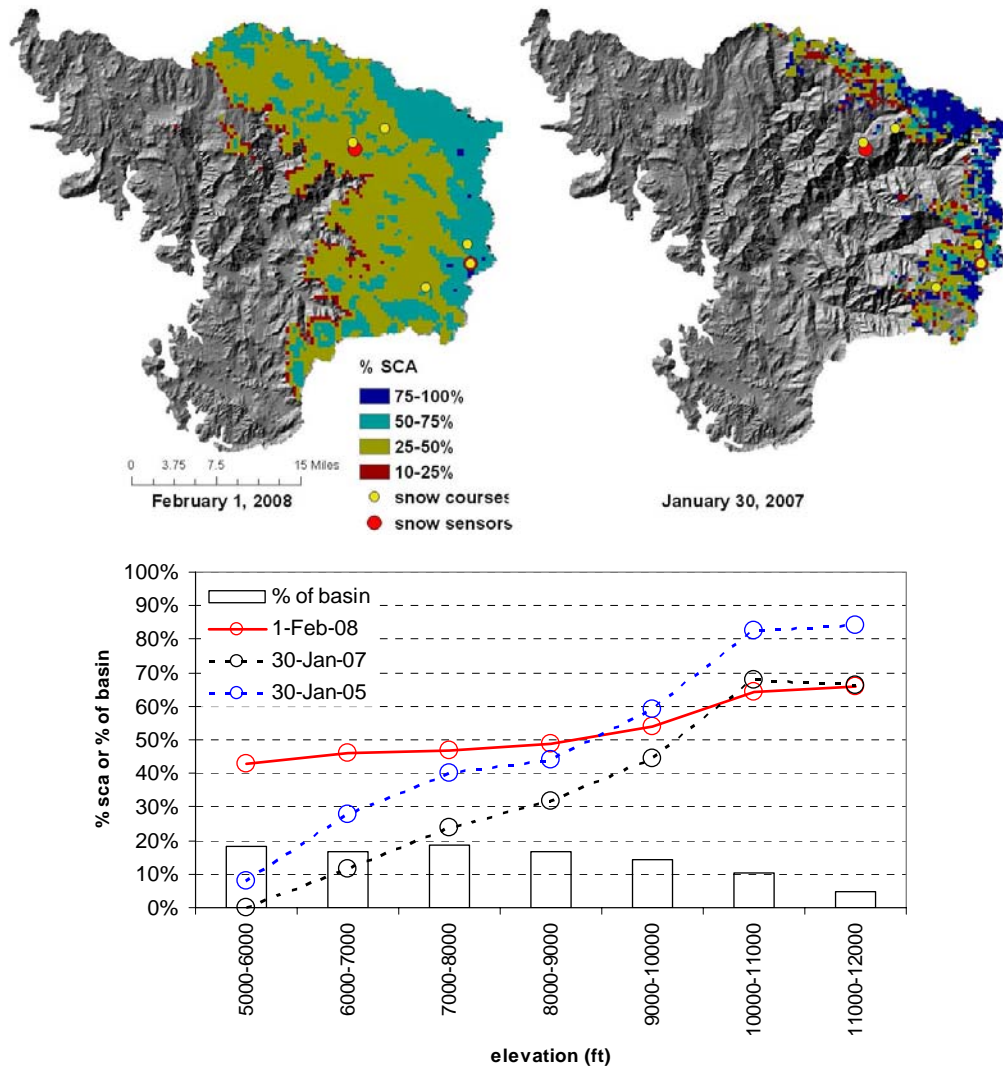 % SCA
75-100%
50-75%
25-50%
10-25%
snow courses
snow sensors
0 3.75 7.5 15 Miles
February 1, 2008
January 30, 2007
100%
90%
80%
70%
60%
50%
40%
30%
20%
10%
0%
% sca or % of basin
% of basin
1-Feb-08
30-Jan-07
30-Jan-05
5000-6000
6000-7000
7000-8000
8000-9000
9000-10000
10000-11000
11000-12000
elevation (ft)